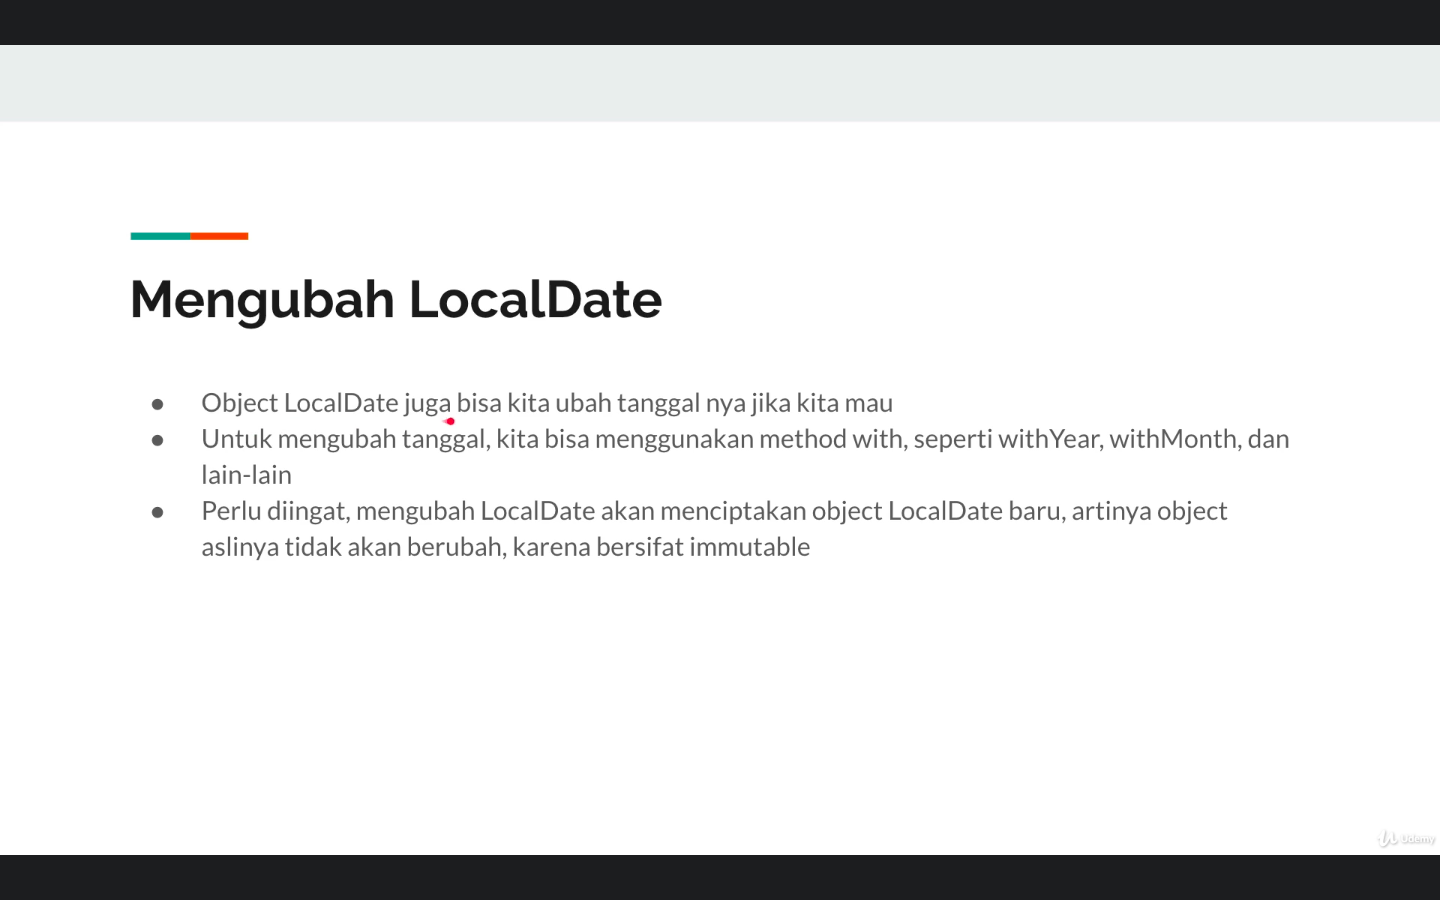 Mengubah LocalDate
● Object LocalDate juga bisa kita ubah tanggal nya jika kita mau
● Untuk mengubah tanggal, kita bisa menggunakan method with, seperti withYear, withMonth, dan
lain-lain
● Perlu diingat, mengubah LocalDate akan menciptakan object LocalDate baru, artinya object
aslinya tidak akan berubah, karena bersifat immutable
Udemy